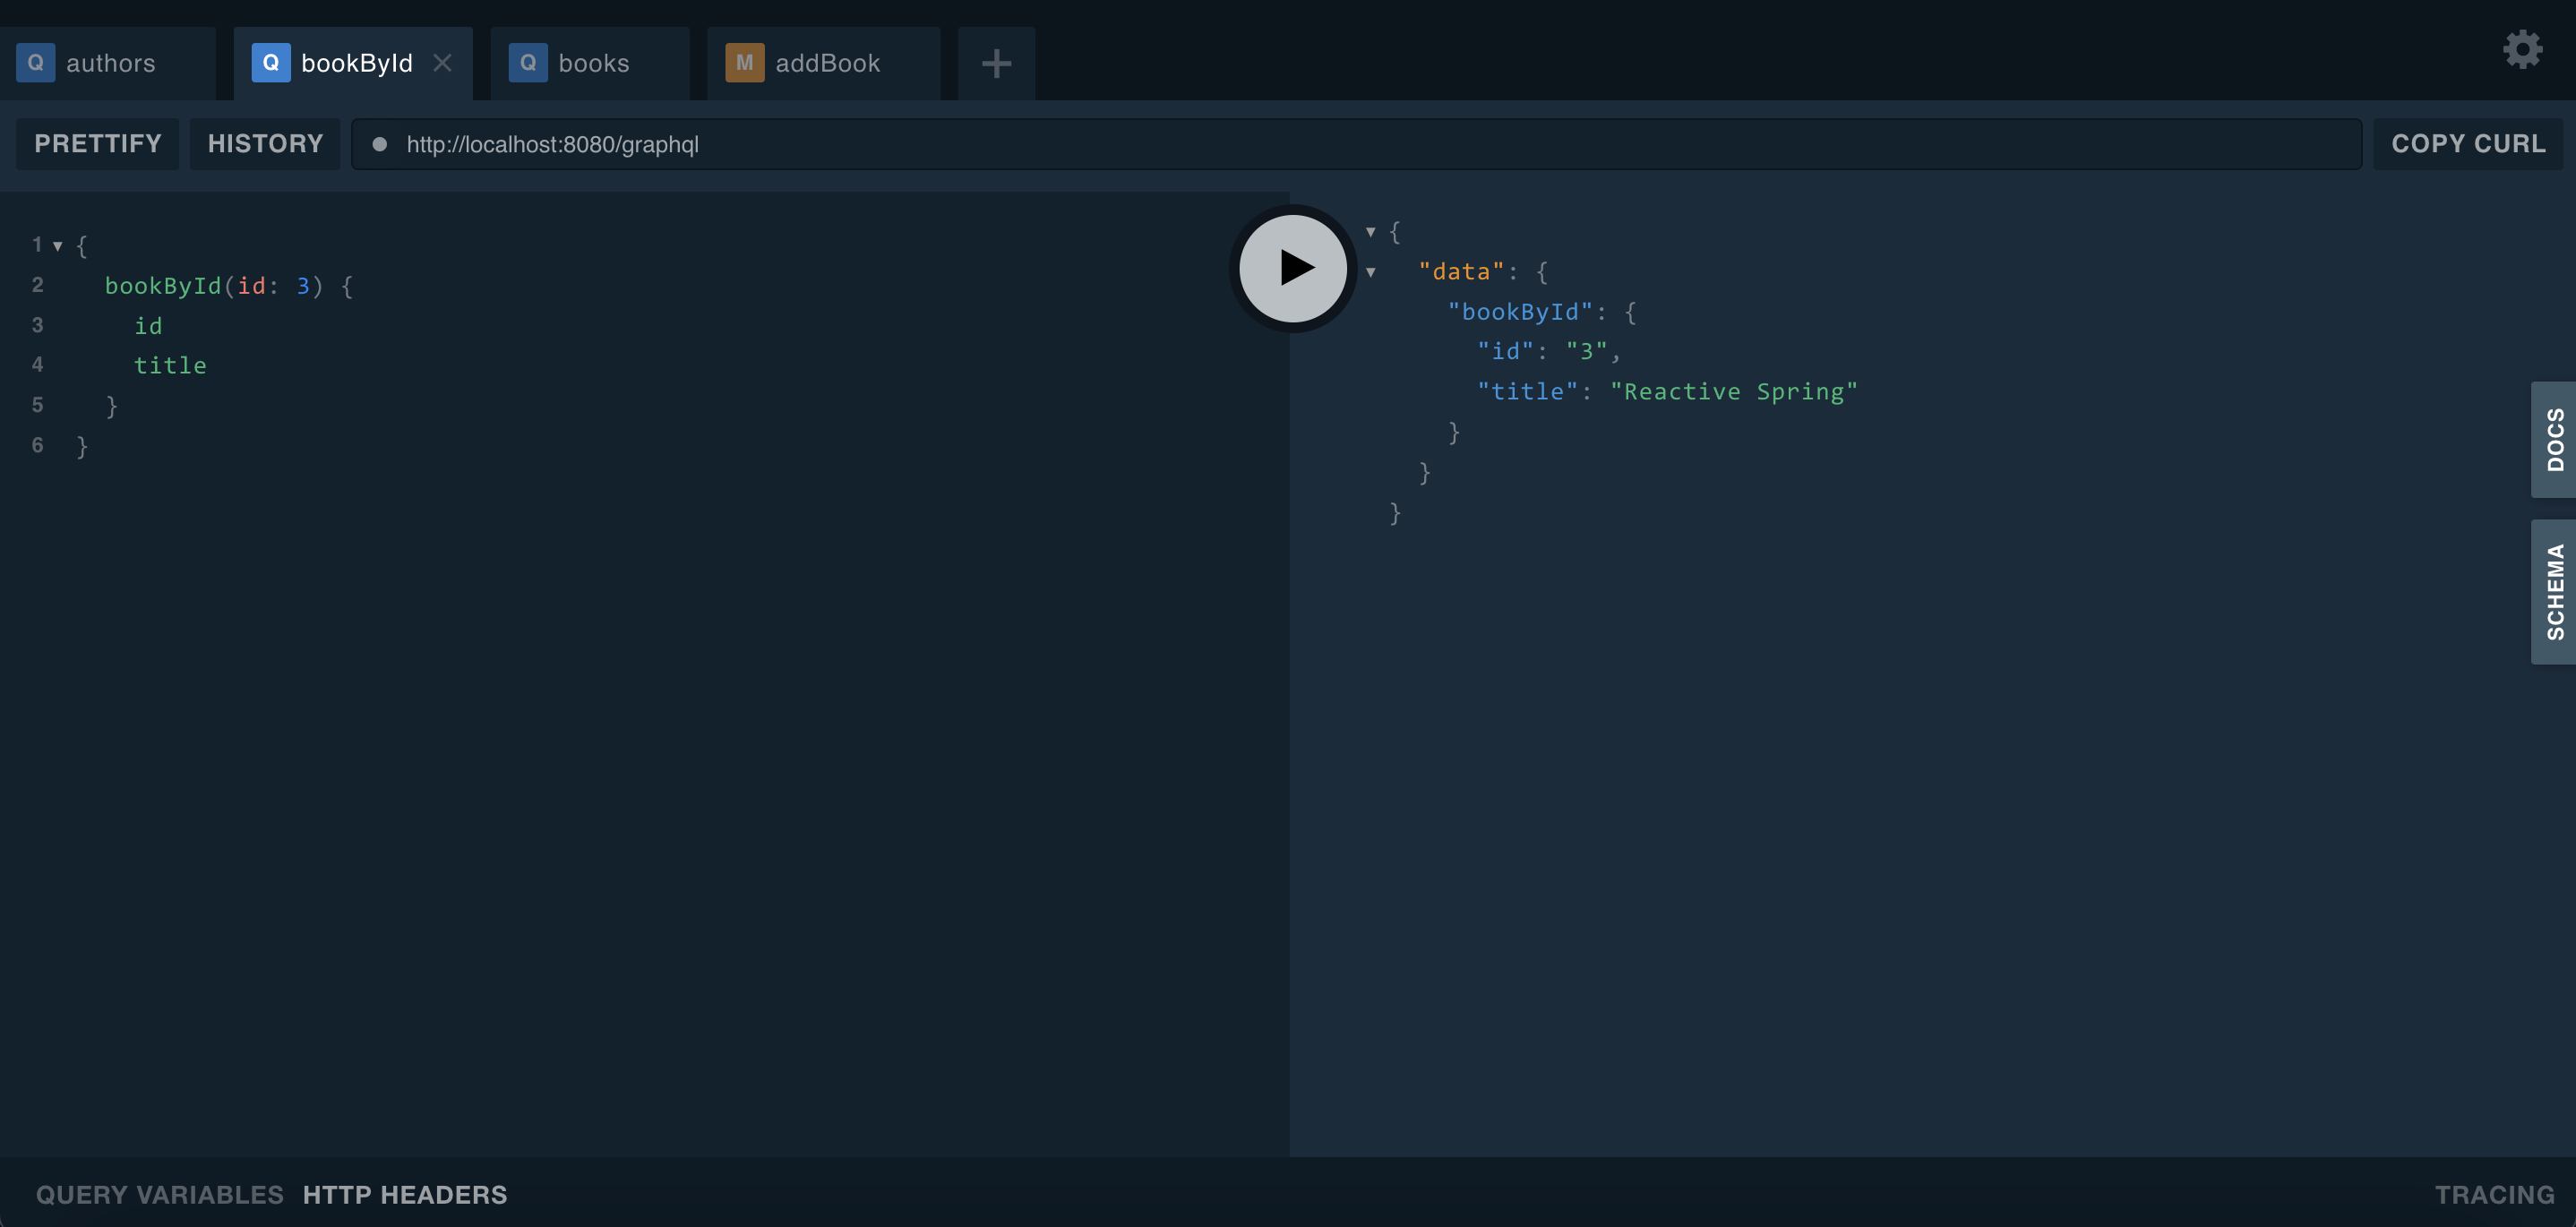 Q authors Q bookById Q books M addBook
PRETTIFY HISTORY http://localhost:8080/graphql COPY CURL
1 {
2 bookById(id: 3) {
3 id
4 title
5 }
6 }
{
"data": {
"bookById": {
"id": "3",
"title": "Reactive Spring"
}
}
}
DOCS
SCHEMA
QUERY VARIABLES HTTP HEADERS TRACING